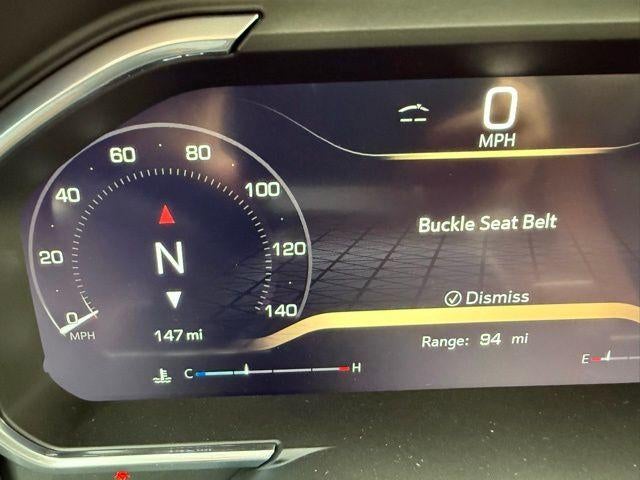 0
MPH
60 80
40 100
20 120
0 140
MPH
N
147 mi
Buckle Seat Belt
Dismiss
Range: 94 mi
C H
E